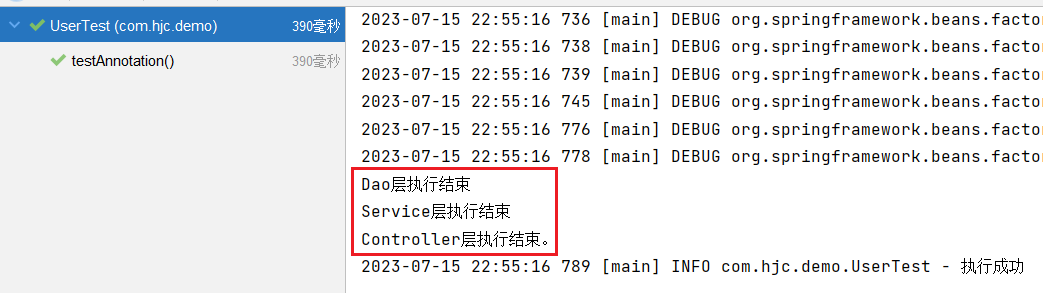 UserTest (com.hjc.demo) 390毫秒
testAnnotation() 390毫秒
2023-07-15 22:55:16 736 [main] DEBUG org.springframework.beans.factor
2023-07-15 22:55:16 738 [main] DEBUG org.springframework.beans.factor
2023-07-15 22:55:16 739 [main] DEBUG org.springframework.beans.factor
2023-07-15 22:55:16 745 [main] DEBUG org.springframework.beans.factor
2023-07-15 22:55:16 776 [main] DEBUG org.springframework.beans.factor
2023-07-15 22:55:16 778 [main] DEBUG org.springframework.beans.factor
Dao层执行结束
Service层执行结束
Controller层执行结束。
2023-07-15 22:55:16 789 [main] INFO com.hjc.demo.UserTest - 执行成功